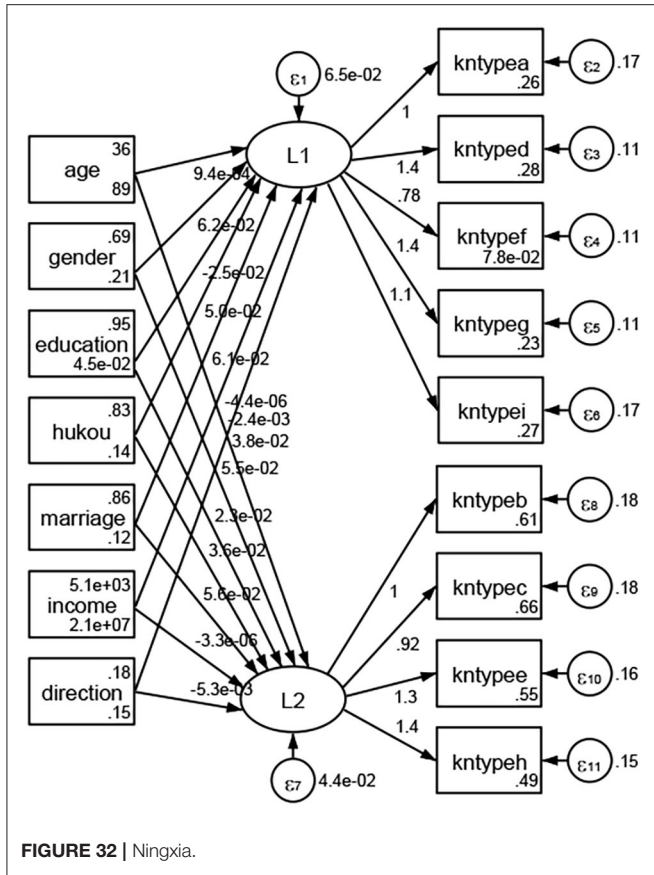 ε1
6.5e-02
L1
36
age
89
.69
gender
.21
.95
education
4.5e-02
.83
hukou
.14
.86
marriage
.12
5.1e+03
income
2.1e+07
.18
direction
.15
9.4e-04
6.2e-02
-2.5e-02
5.0e-02
6.1e-02
-4.4e-06
-2.4e-03
3.8e-02
5.5e-02
2.3e-02
3.6e-02
5.6e-02
-3.3e-06
-5.3e-03
L2
ε7
4.4e-02
1
1.4
.78
1.4
1.1
1
.92
1.3
1.4
kntypea
.26
ε2
.17
kntyped
.28
ε3
.11
kntypef
7.8e-02
ε4
.11
kntypeg
.23
ε5
.11
kntypei
.27
ε6
.17
kntypeb
.61
ε8
.18
kntypec
.66
ε9
.18
kntypee
.55
ε10
.16
kntypeh
.49
ε11
.15
FIGURE 32 | Ningxia.